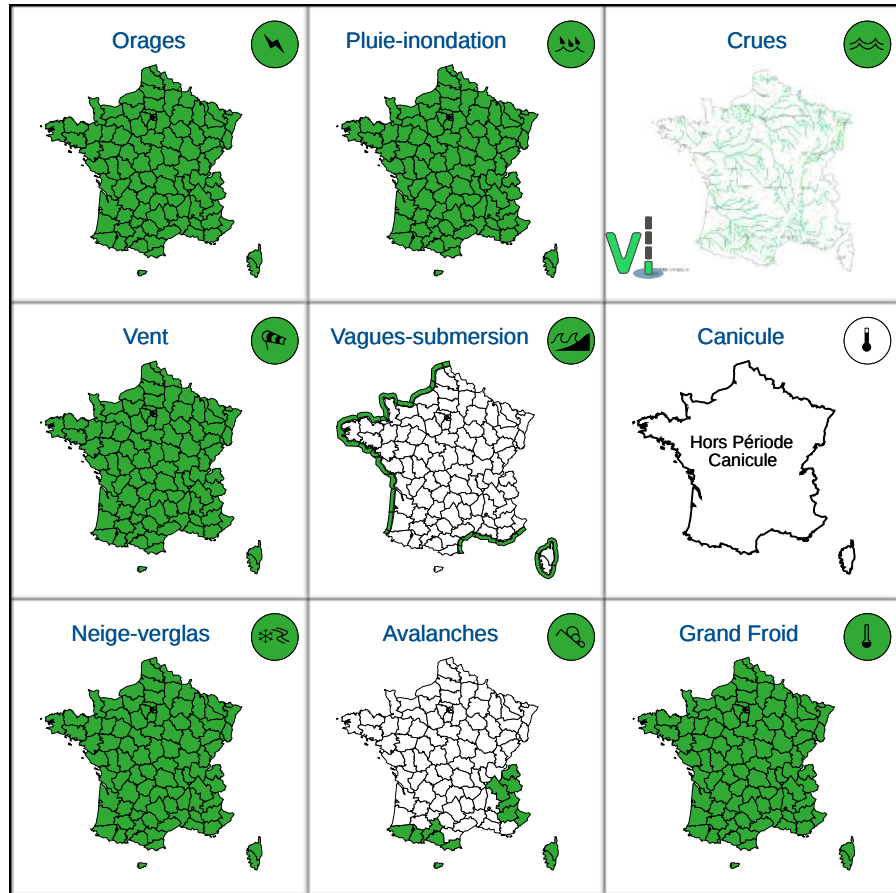 Orages
Pluie-inondation
Crues
Vent
Vagues-submersion
Canicule
Hors Période
Canicule
Neige-verglas
Avalanches
Grand Froid